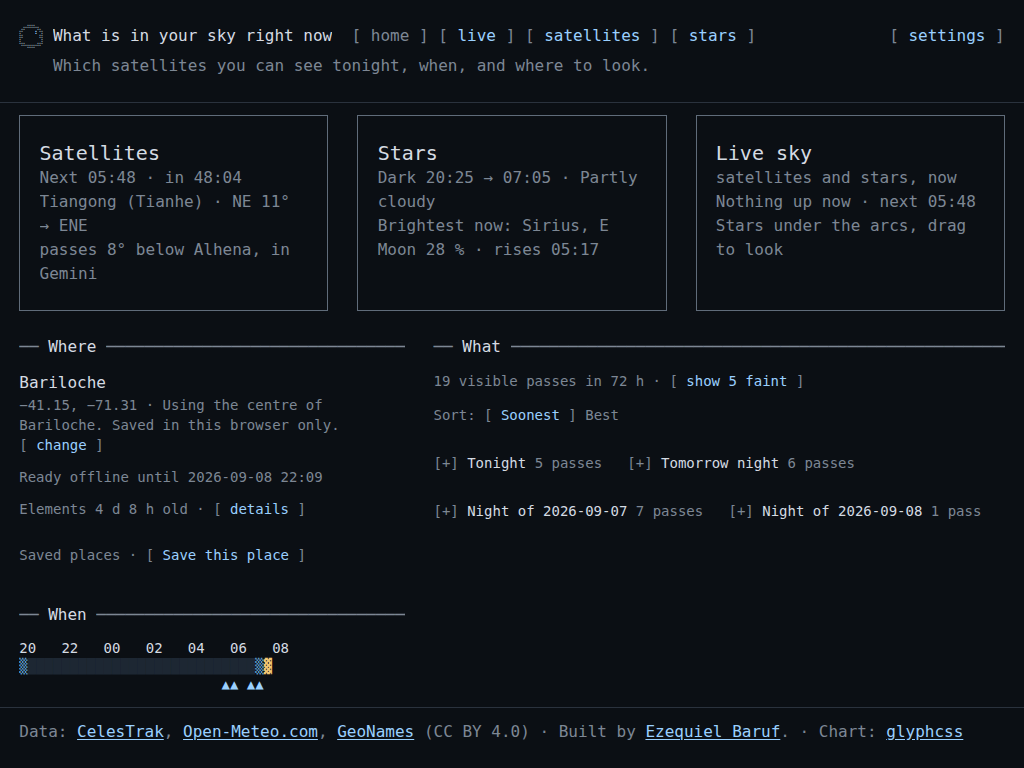 What is in your sky right now [ home ] [ live ] [ satellites ] [ stars ] [ settings ]
Which satellites you can see tonight, when, and where to look.
Satellites
Next 05:48 · in 48:04
Tiangong (Tianhe) · NE 11°
→ ENE
passes 8° below Alhena, in
Gemini
Stars
Dark 20:25 → 07:05 · Partly
cloudy
Brightest now: Sirius, E
Moon 28 % · rises 05:17
Live sky
satellites and stars, now
Nothing up now · next 05:48
Stars under the arcs, drag
to look
Where
Bariloche
−41.15, −71.31 · Using the centre of
Bariloche. Saved in this browser only.
[ change ]
Ready offline until 2026-09-08 22:09
Elements 4 d 8 h old · [ details ]
Saved places · [ Save this place ]
When
20 22 00 02 04 06 08
What
19 visible passes in 72 h · [ show 5 faint ]
Sort: [ Soonest ] Best
[+] Tonight 5 passes [+] Tomorrow night 6 passes
[+] Night of 2026-09-07 7 passes [+] Night of 2026-09-08 1 pass
Data: CelesTrak, Open-Meteo.com, GeoNames (CC BY 4.0) · Built by Ezequiel Baruf. · Chart: glyphcss